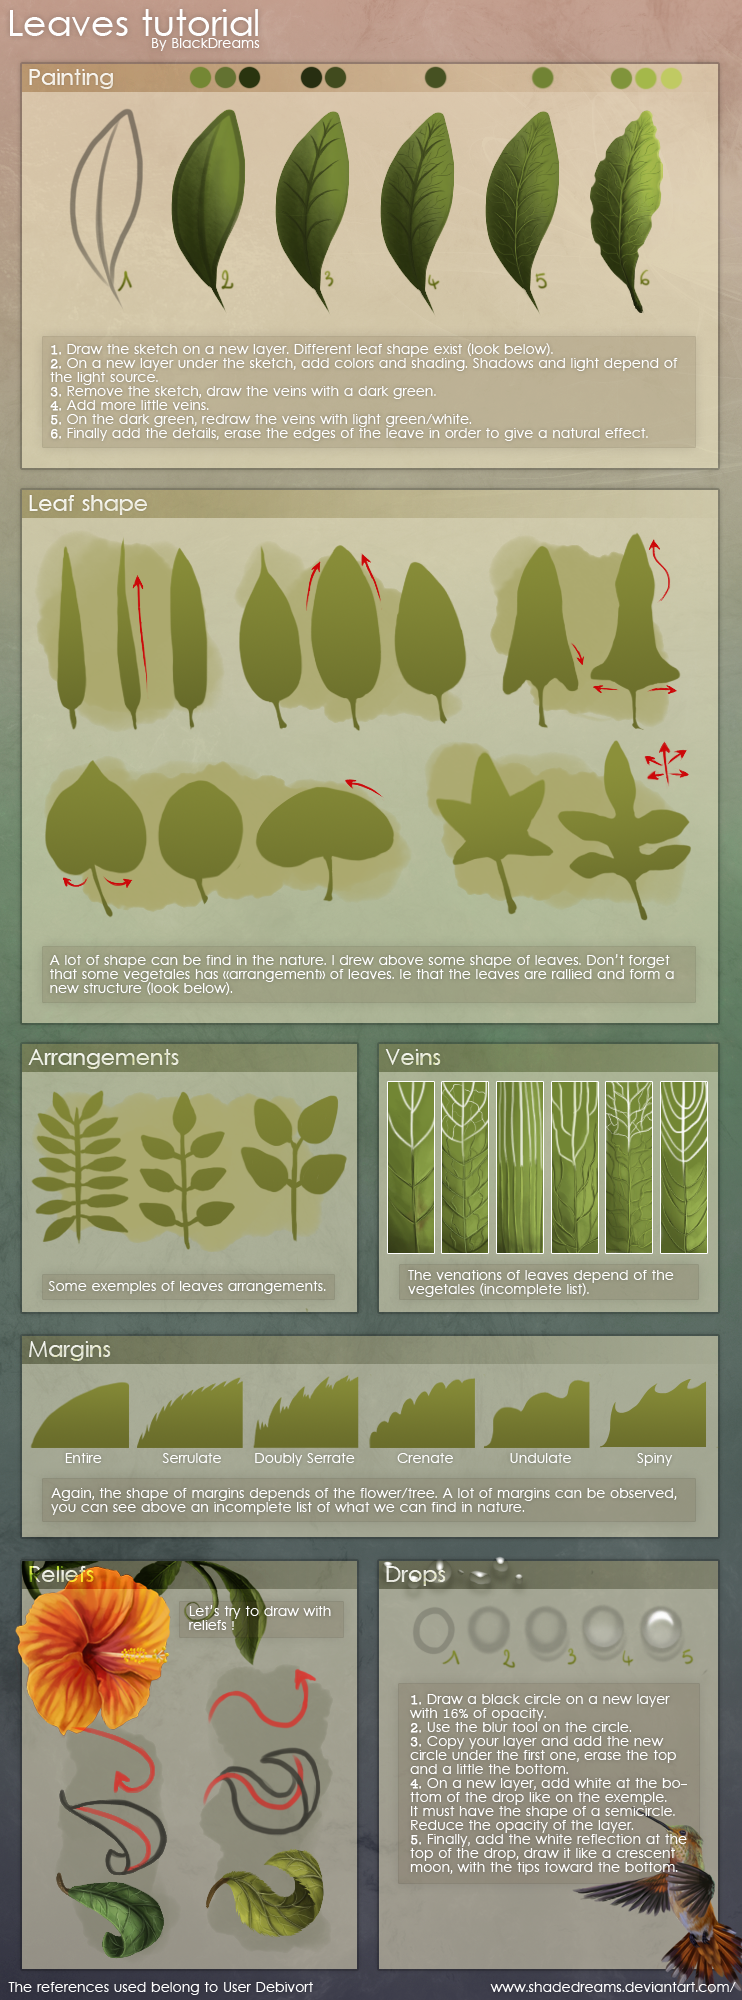 Leaves tutorial
By BlackDreams
Painting
1
2
3
4
5
6
1. Draw the sketch on a new layer. Different leaf shape exist (look below).
2. On a new layer under the sketch, add colors and shading. Shadows and light depend of
the light source.
3. Remove the sketch, draw the veins with a dark green.
4. Add more little veins.
5. On the dark green, redraw the veins with light green/white.
6. Finally add the details, erase the edges of the leave in order to give a natural effect.
Leaf shape
A lot of shape can be find in the nature. I drew above some shape of leaves. Don't forget
that some vegetales has «arrangement» of leaves. Ie that the leaves are rallied and form a
new structure (look below).
Arrangements
Some exemples of leaves arrangements.
Veins
The venations of leaves depend of the
vegetales (incomplete list).
Margins
Entire
Serrulate
Doubly Serrate
Crenate
Undulate
Spiny
Again, the shape of margins depends of the flower/tree. A lot of margins can be observed,
you can see above an incomplete list of what we can find in nature.
Reliefs
Let's try to draw with
reliefs !
Drops
1
2
3
4
5
1. Draw a black circle on a new layer
with 16% of opacity.
2. Use the blur tool on the circle.
3. Copy your layer and add the new
circle under the first one, erase the top
and a little the bottom.
4. On a new layer, add white at the bo-
ttom of the drop like on the exemple.
It must have the shape of a semicircle.
Reduce the opacity of the layer.
5. Finally, add the white reflection at the
top of the drop, draw it like a crescent
moon, with the tips toward the bottom.
The references used belong to User Debivort
www.shadedreams.deviantart.com/